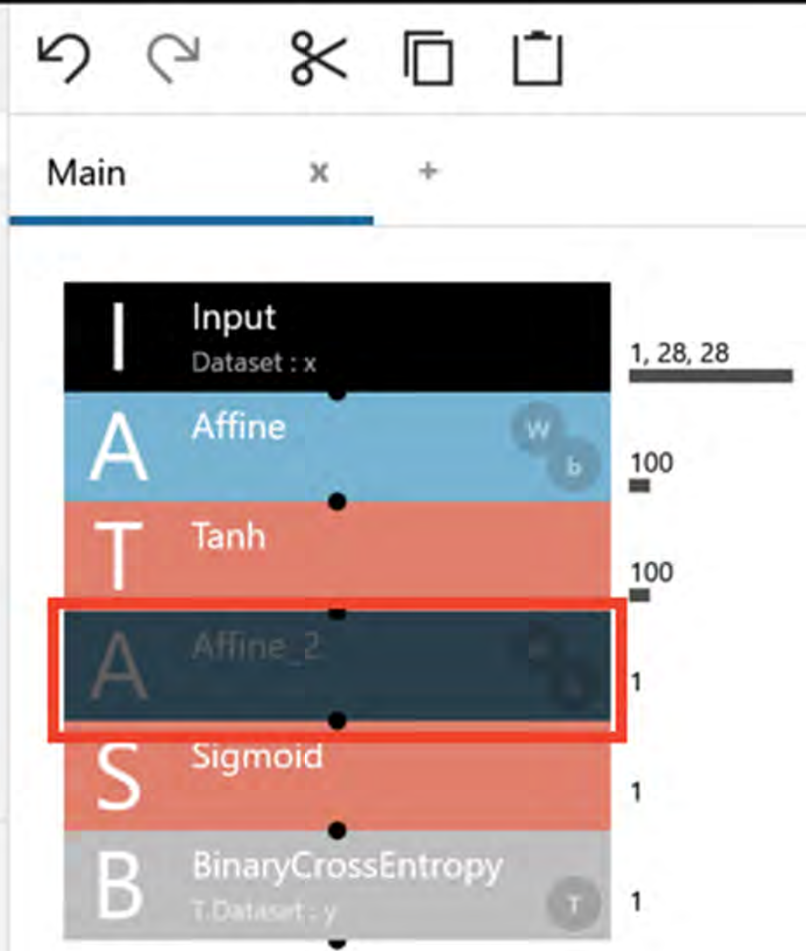 Main x +
I Input
Dataset : x
1, 28, 28
A Affine
W
b
100
T Tanh
100
A Affine_2
1
S Sigmoid
1
B BinaryCrossEntropy
T.Dataset : y
T
1